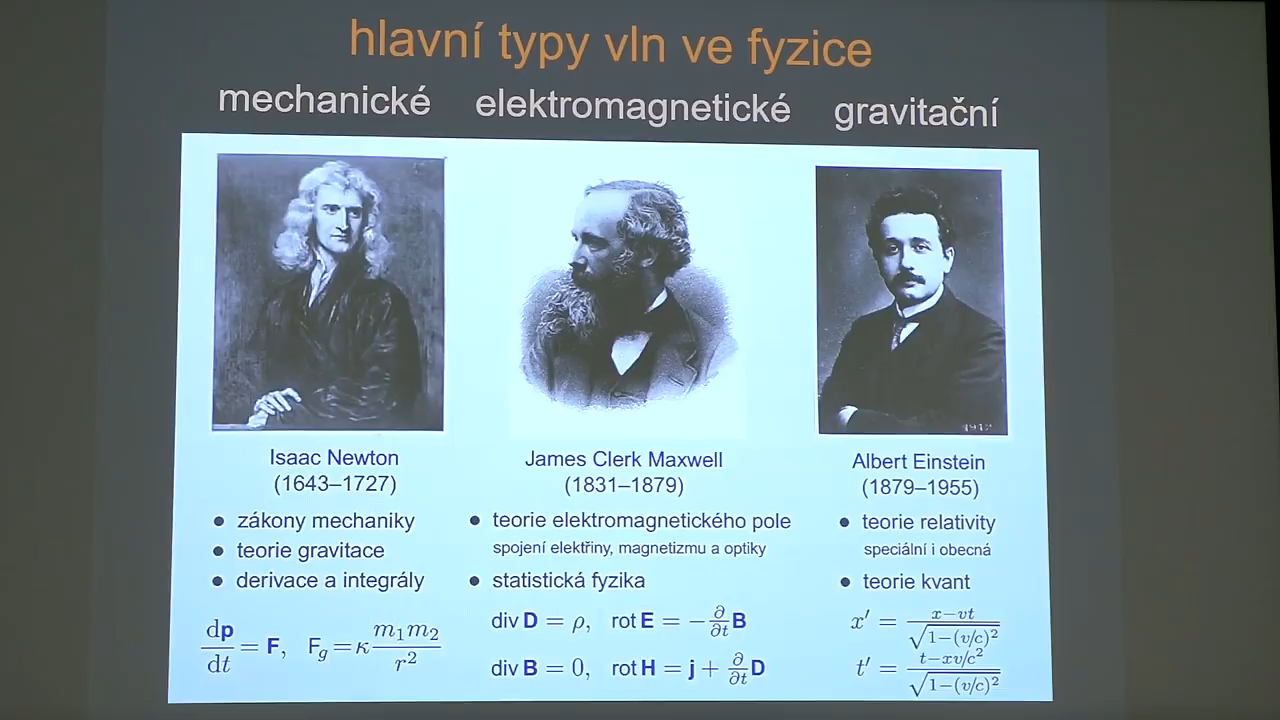 hlavní typy vln ve fyzice
mechanické elektromagnetické gravitační
1912
Isaac Newton
(1643–1727)
• zákony mechaniky
• teorie gravitace
• derivace a integrály
dp/dt = F, F_g = κ m₁m₂/r²
James Clerk Maxwell
(1831–1879)
• teorie elektromagnetického pole
spojení elektřiny, magnetizmu a optiky
• statistická fyzika
div D = ρ, rot E = −∂/∂t B
div B = 0, rot H = j + ∂/∂t D
Albert Einstein
(1879–1955)
• teorie relativity
speciální i obecná
• teorie kvant
x′ = x−vt/√1−(v/c)²
t′ = t−xv/c²/√1−(v/c)²